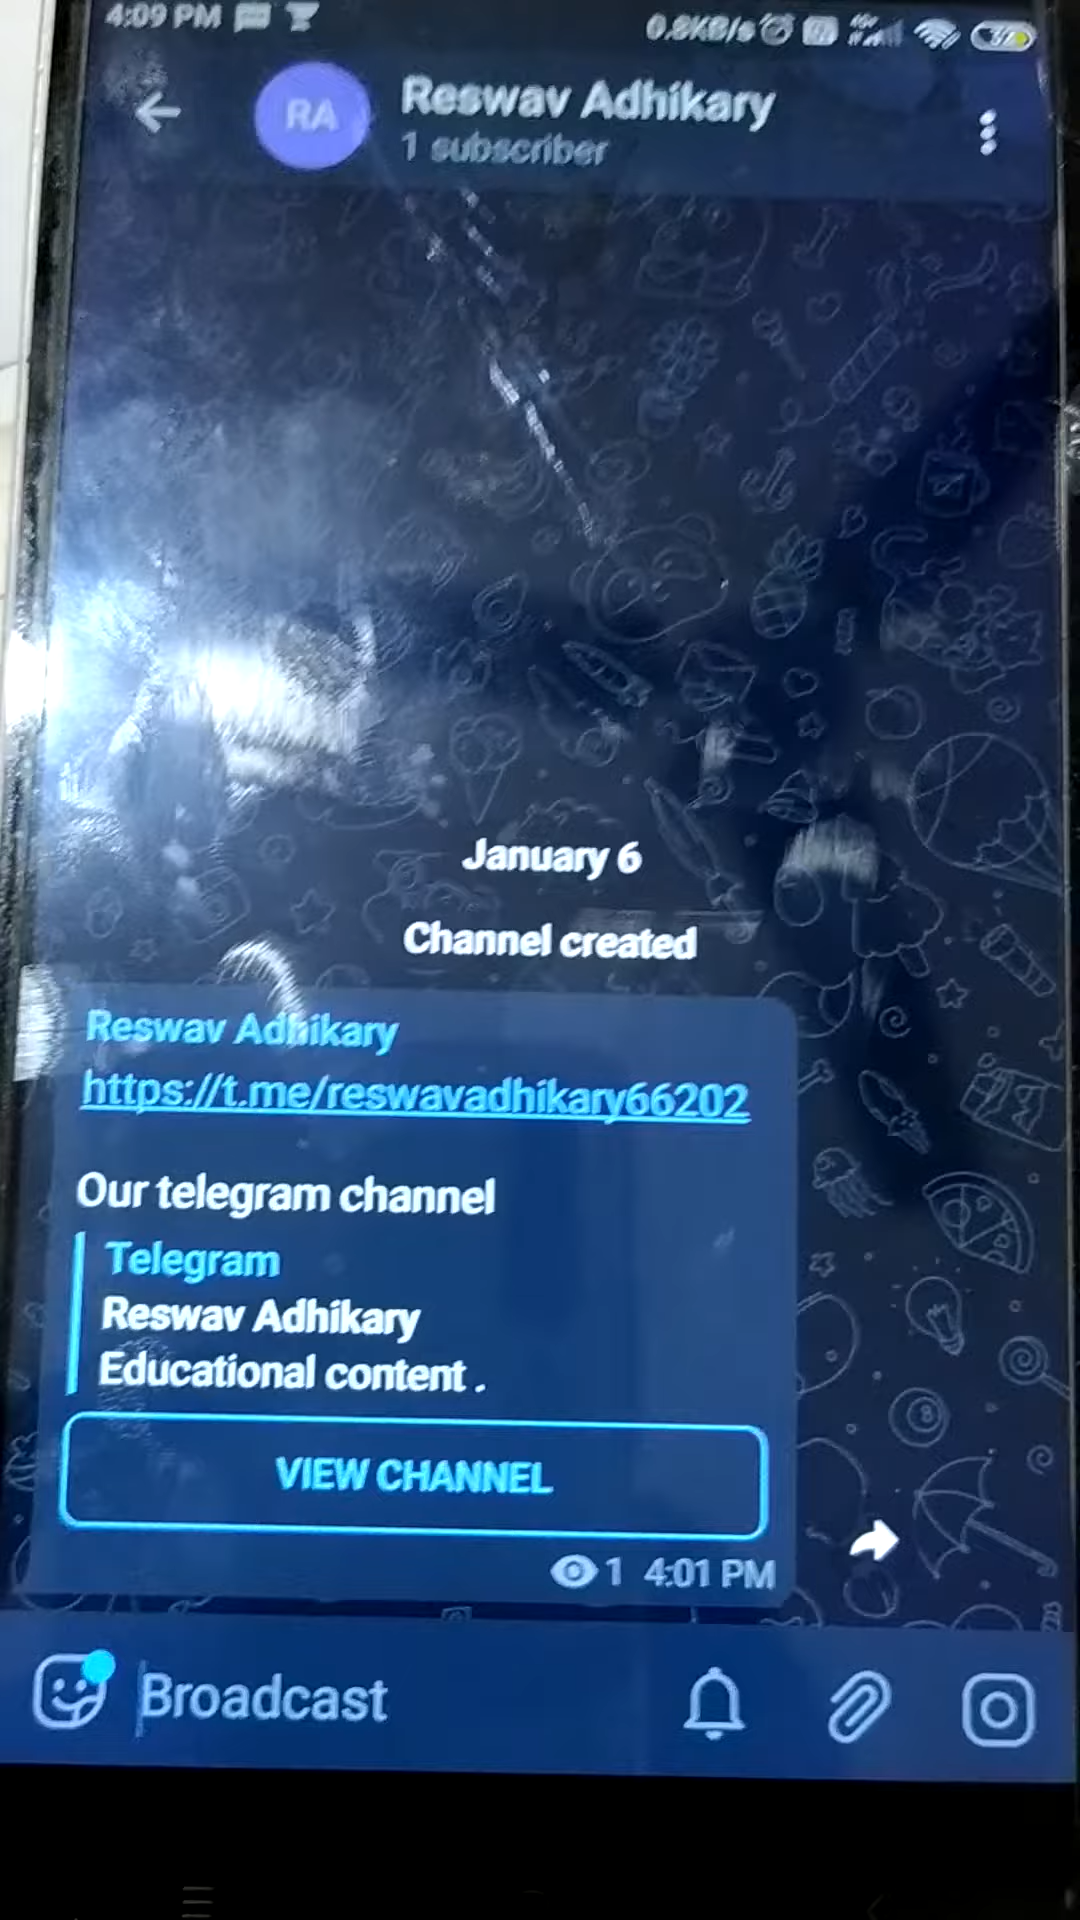 4:09 PM
0.8KB/s
RA
Reswav Adhikary
1 subscriber
January 6
Channel created
Reswav Adhikary
https://t.me/reswavadhikary66202
Our telegram channel
Telegram
Reswav Adhikary
Educational content .
VIEW CHANNEL
1 4:01 PM
Broadcast